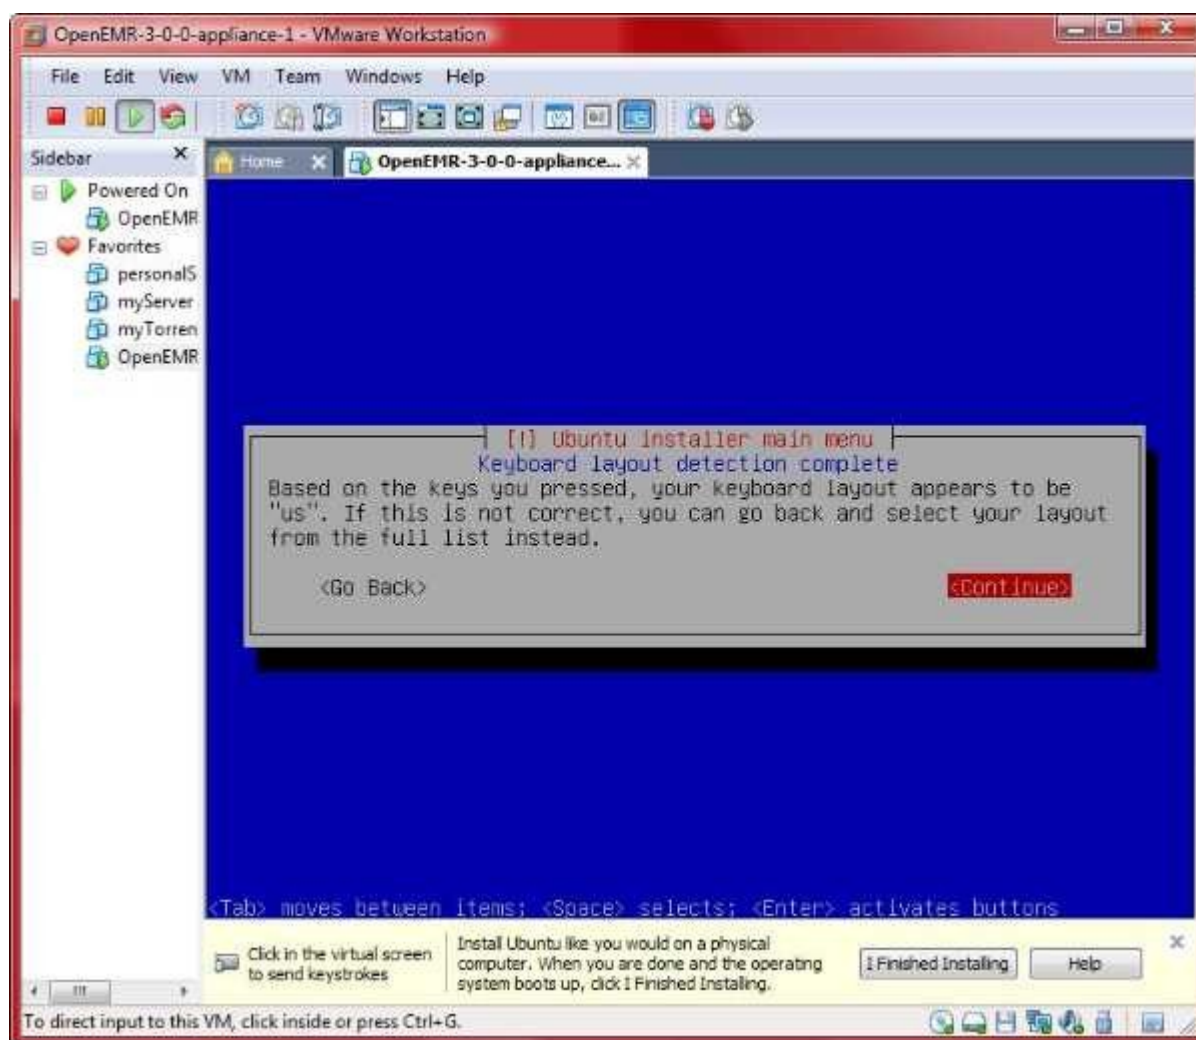 OpenEMR-3-0-0-appliance-1 - VMware Workstation
File Edit View VM Team Windows Help
Sidebar
Home
OpenEMR-3-0-0-appliance...
Powered On
OpenEMR
Favorites
personalS
myServer
myTorren
OpenEMR
[!] Ubuntu installer main menu
Keyboard layout detection complete
Based on the keys you pressed, your keyboard layout appears to be
"us". If this is not correct, you can go back and select your layout
from the full list instead.
<Go Back> <Continue>
<Tab> moves between items; <Space> selects; <Enter> activates buttons
Click in the virtual screen
to send keystrokes
Install Ubuntu like you would on a physical
computer. When you are done and the operating
system boots up, click I Finished Installing.
I Finished Installing
Help
To direct input to this VM, click inside or press Ctrl+G.